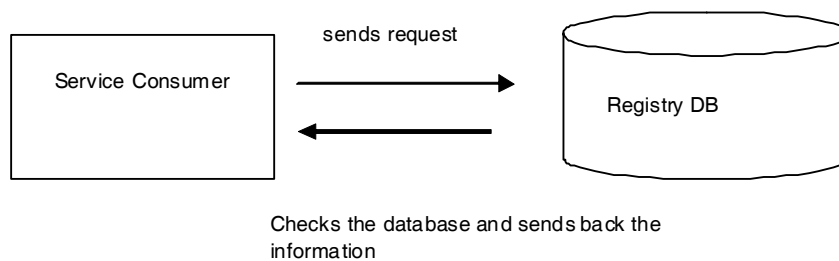 sends request
Service Consumer
Registry DB
Checks the database and sends back the
information